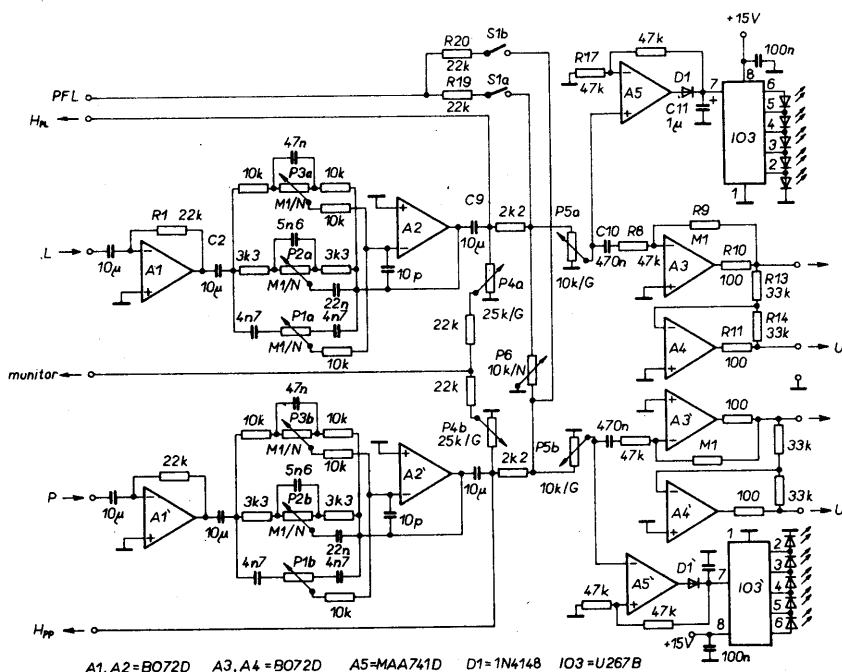 +15V
100n
8
47k
R17
47k
A5
D1
7
C11
1µ
6
5
4
3
2
IO3
1
R20
22k
S1b
R19
22k
S1a
PFL
H PL
47n
10k
P3a
10k
M1/N
10k
5n6
R1 22k
C2
3k3
P2a
3k3
M1/N
22n
.L
10µ
A1
10µ
4n7
P1a
4n7
M1/N
10k
A2
10p
C9
10µ
2k2
P4a
25k/G
22k
P5a
10k/G
C10
470n
R8
47k
R9
M1
A3
R10
100
R13
33k
R14
33k
A4
R11
100
U
munitor
22k
P6
10k/N
P4b
25k/G
47n
10k
P3b
10k
M1/N
10k
5n6
22k
3k3
P2b
3k3
M1/N
22n
P
10µ
A1`
10µ
4n7
P1b
4n7
M1/N
10k
A2`
10p
10µ
2k2
P5b
10k/G
470n
47k
A3`
100
M1
33k
33k
A4`
100
U
H PP
47k
A5`
47k
D1`
7
1
2
3
4
5
6
IO3`
8
+15V
100n
A1, A2=B072D A3, A4 =B072D A5=MAA741D D1=1N4148 IO3=U267B